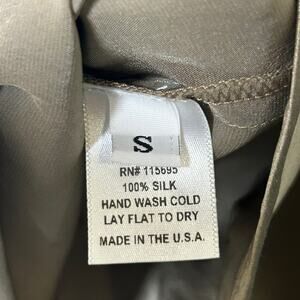 S
RN# 115695
100% SILK
HAND WASH COLD
LAY FLAT TO DRY
MADE IN THE U.S.A.